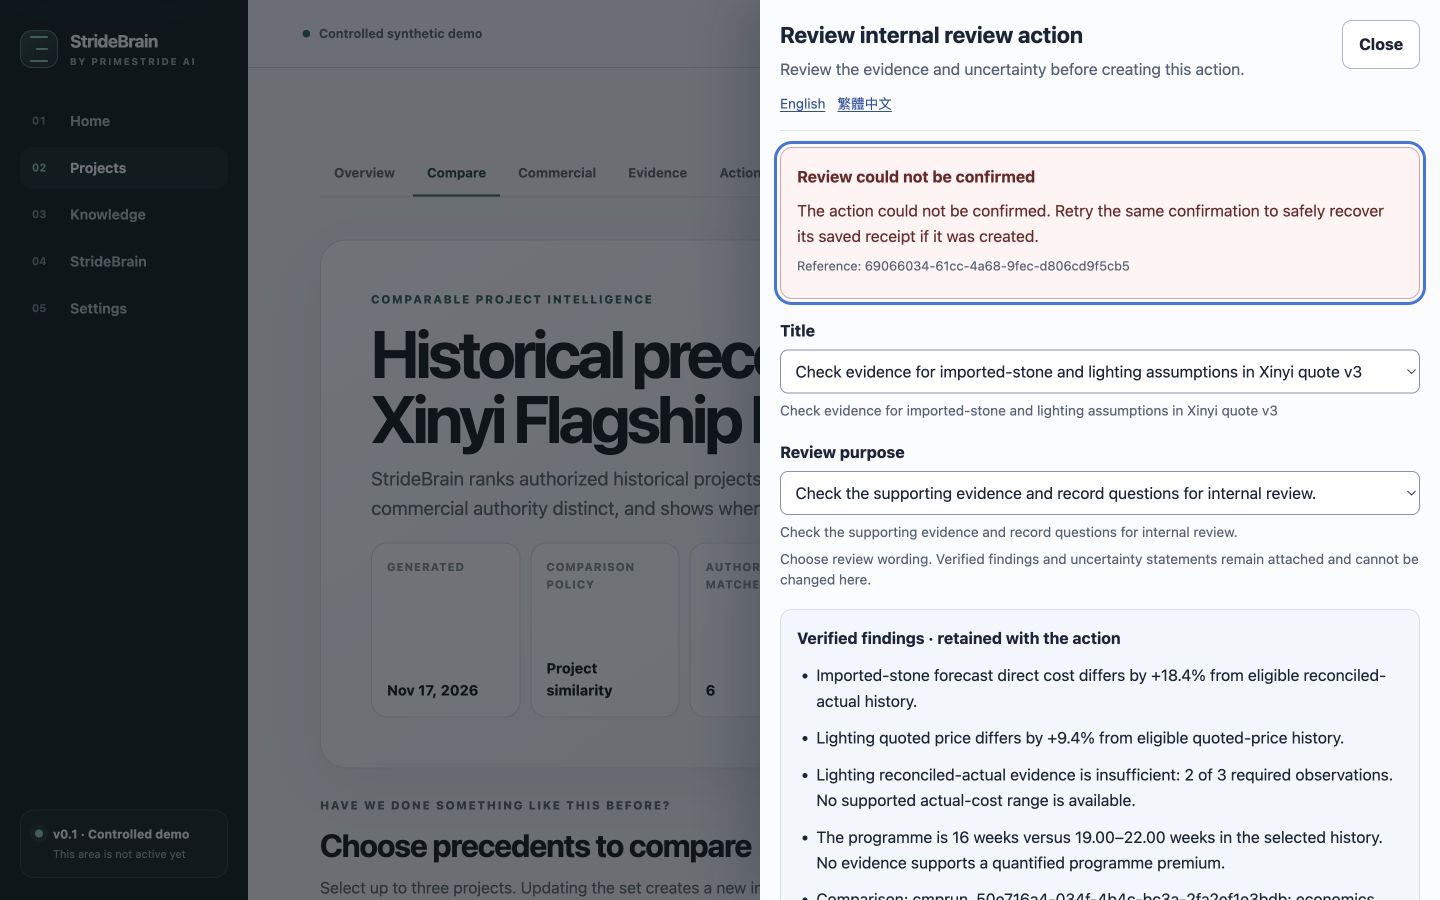 StrideBrain
BY PRIMESTRIDE AI
01 Home
02 Projects
03 Knowledge
04 StrideBrain
05 Settings
v0.1 · Controlled demo
This area is not active yet
Controlled synthetic demo
Overview Compare Commercial Evidence Action
COMPARABLE PROJECT INTELLIGENCE
Historical prec
Xinyi Flagship
StrideBrain ranks authorized historical projects
commercial authority distinct, and shows wher
GENERATED
Nov 17, 2026
COMPARISON
POLICY
Project
similarity
AUTHOR
MATCHE
6
HAVE WE DONE SOMETHING LIKE THIS BEFORE?
Choose precedents to compare
Select up to three projects. Updating the set creates a new in
Review internal review action
Close
Review the evidence and uncertainty before creating this action.
English 繁體中文
Review could not be confirmed
The action could not be confirmed. Retry the same confirmation to safely recover
its saved receipt if it was created.
Reference: 69066034-61cc-4a68-9fec-d806cd9f5cb5
Title
Check evidence for imported-stone and lighting assumptions in Xinyi quote v3
Check evidence for imported-stone and lighting assumptions in Xinyi quote v3
Review purpose
Check the supporting evidence and record questions for internal review.
Check the supporting evidence and record questions for internal review.
Choose review wording. Verified findings and uncertainty statements remain attached and cannot be
changed here.
Verified findings · retained with the action
• Imported-stone forecast direct cost differs by +18.4% from eligible reconciled-
actual history.
• Lighting quoted price differs by +9.4% from eligible quoted-price history.
• Lighting reconciled-actual evidence is insufficient: 2 of 3 required observations.
No supported actual-cost range is available.
• The programme is 16 weeks versus 19.00–22.00 weeks in the selected history.
No evidence supports a quantified programme premium.
• Comparison: cmprun_50e716a4-034f-4b4c-bc3a-2fa2ef1e3bdb; economics